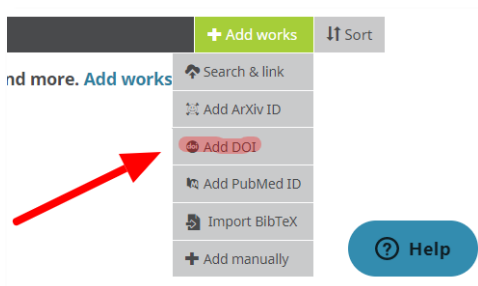 Add works Sort
nd more. Add works
Search & link
Add ArXiv ID
doi Add DOI
Add PubMed ID
Import BibTeX
Add manually
? Help